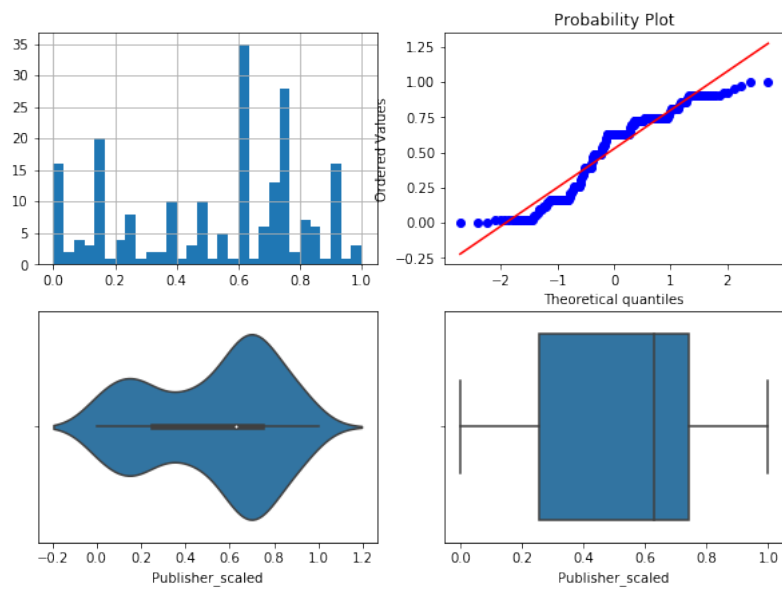 Probability Plot
35
30
25
20
15
10
5
0
0.0 0.2 0.4 0.6 0.8 1.0
Ordered Values
1.25
1.00
0.75
0.50
0.25
0.00
−0.25
−2 −1 0 1 2
Theoretical quantiles
−0.2 0.0 0.2 0.4 0.6 0.8 1.0 1.2
Publisher_scaled
0.0 0.2 0.4 0.6 0.8 1.0
Publisher_scaled